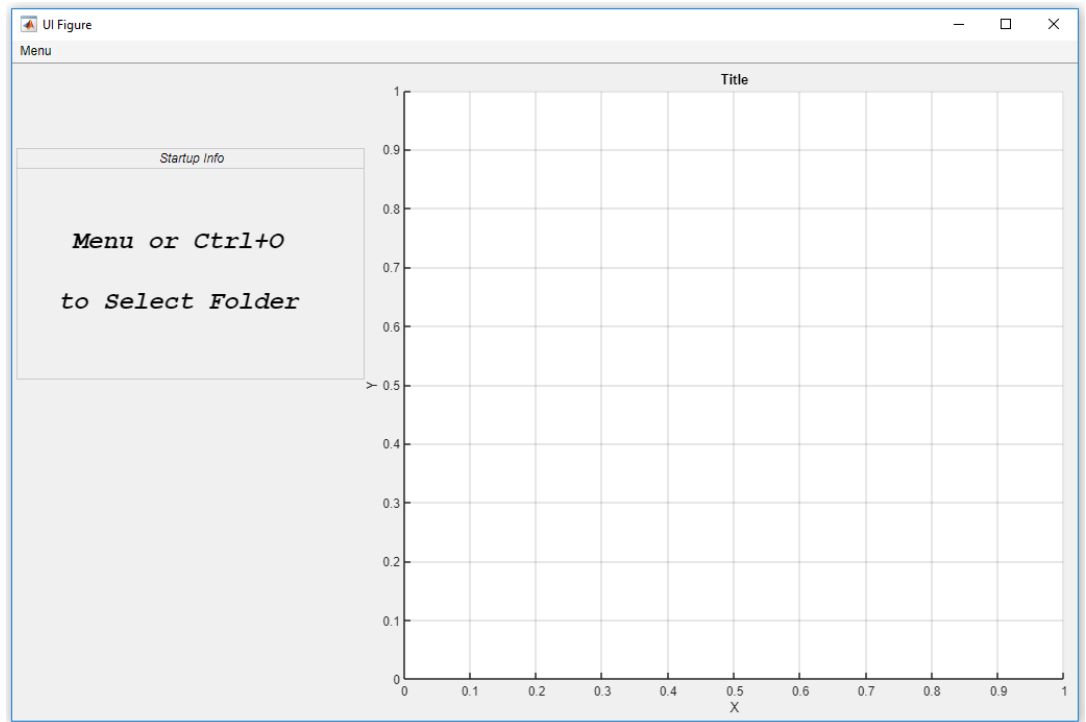 UI Figure
Menu
Startup Info
Menu or Ctrl+O
to Select Folder
Title
1
0.9
0.8
0.7
0.6
Y
0.5
0.4
0.3
0.2
0.1
0
0 0.1 0.2 0.3 0.4 0.5 0.6 0.7 0.8 0.9 1
X